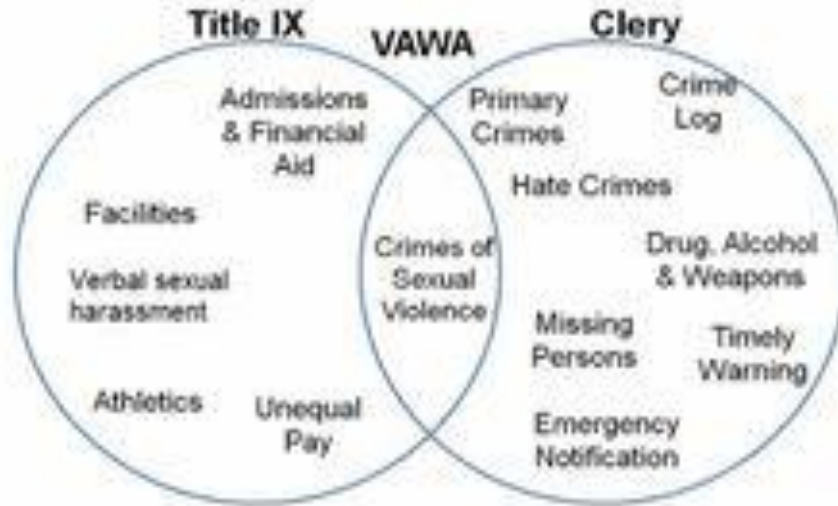 Title IX
VAWA
Clery
Admissions
& Financial
Aid
Facilities
Verbal sexual
harassment
Athletics
Unequal
Pay
Crimes of
Sexual
Violence
Primary
Crimes
Crime
Log
Hate Crimes
Drug, Alcohol
& Weapons
Missing
Persons
Timely
Warning
Emergency
Notification